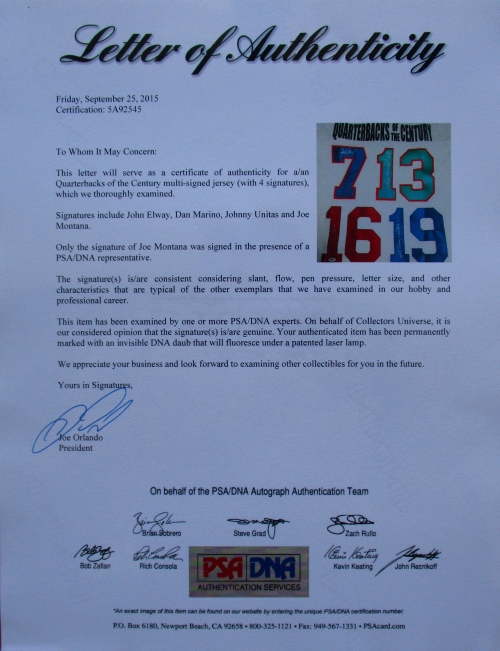 Letter of Authenticity
Friday, September 25, 2015
Certification: 5A92545
To Whom It May Concern:
This letter will serve as a certificate of authenticity for a/an
Quarterbacks of the Century multi-signed jersey (with 4 signatures),
which we thoroughly examined.
Signatures include John Elway, Dan Marino, Johnny Unitas and Joe
Montana.
Only the signature of Joe Montana was signed in the presence of a
PSA/DNA representative.
QUARTERBACKS OF THE CENTURY
7 13
16 19
The signature(s) is/are consistent considering slant, flow, pen pressure, letter size, and other
characteristics that are typical of the other exemplars that we have examined in our hobby and
professional career.
This item has been examined by one or more PSA/DNA experts. On behalf of Collectors Universe, it is
our considered opinion that the signature(s) is/are genuine. Your authenticated item has been permanently
marked with an invisible DNA daub that will fluoresce under a patented laser lamp.
We appreciate your business and look forward to examining other collectibles for you in the future.
Yours in Signatures,
Joe Orlando
President
On behalf of the PSA/DNA Autograph Authentication Team
Brian Sobrero Steve Grad Zach Rullo
Bob Zafian Rich Consola Kevin Keating John Reznikoff
PSA DNA
AUTHENTICATION SERVICES
*An exact image of this item can be found on our website by entering the unique PSA/DNA certification number.
P.O. Box 6180, Newport Beach, CA 92658 • 800-325-1121 • Fax: 949-567-1331 • PSAcard.com